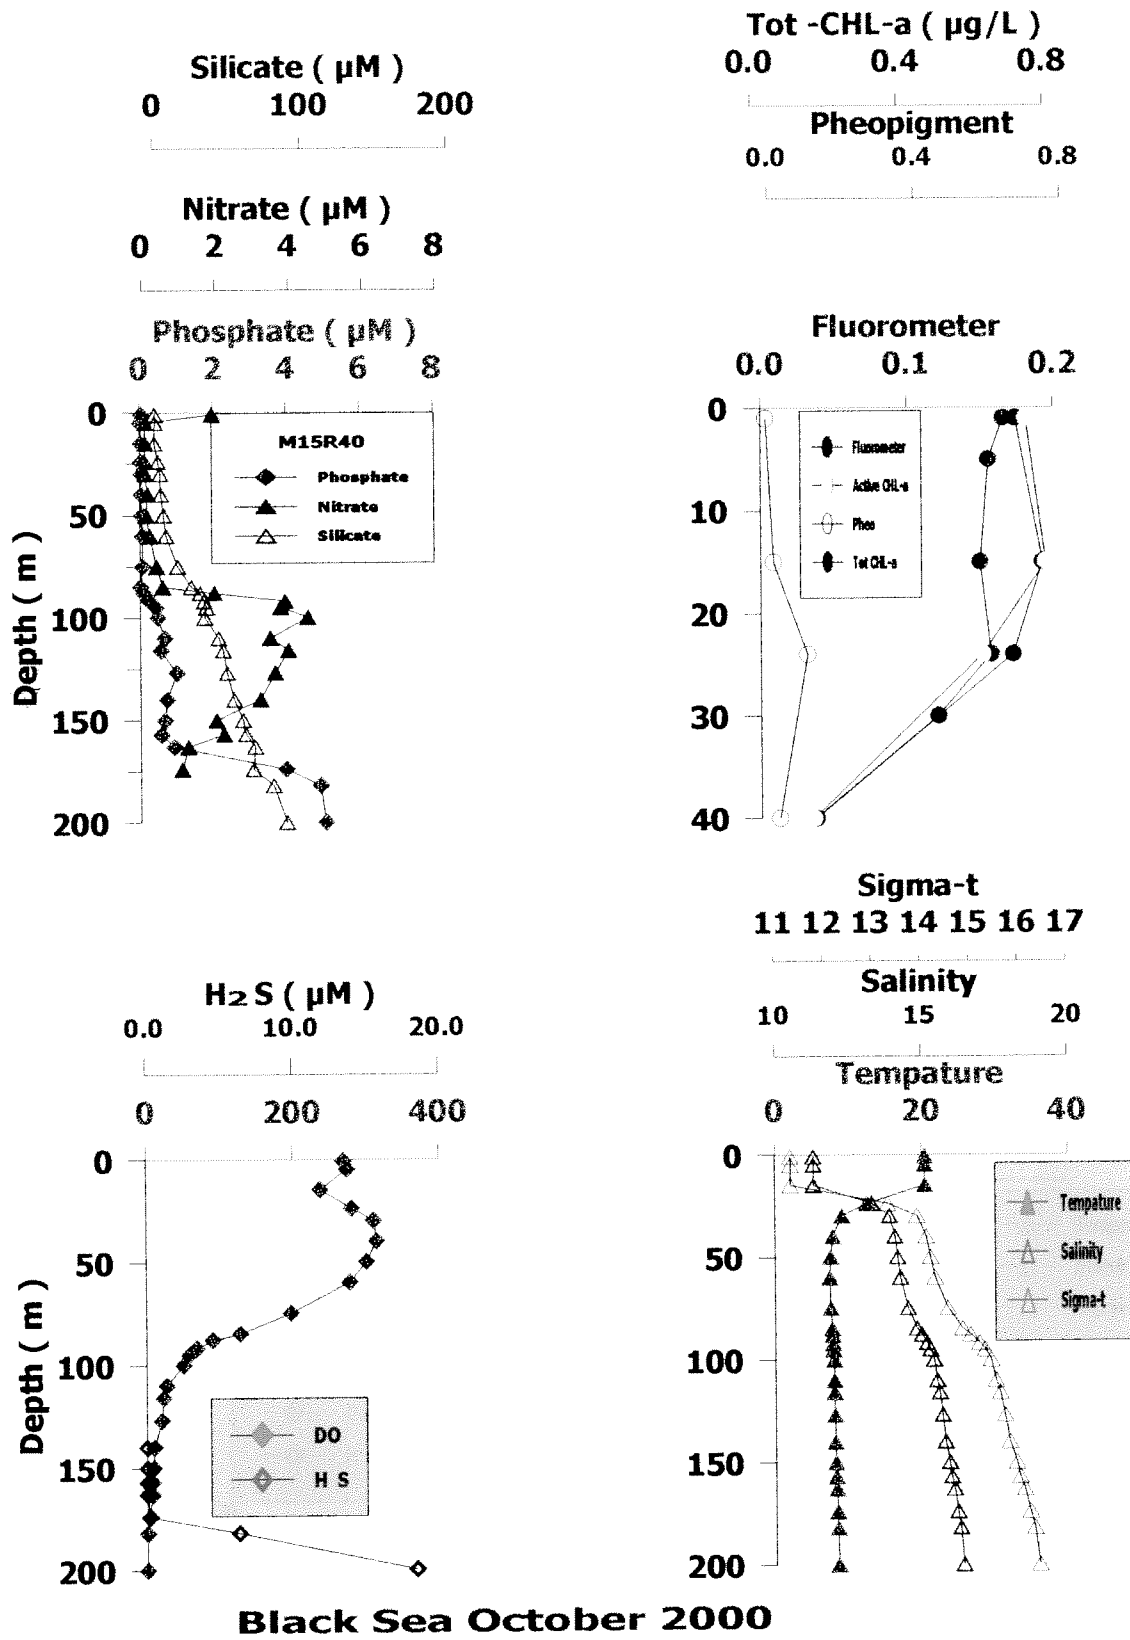 Silicate ( µM )
0 100 200
Nitrate ( µM )
0 2 4 6 8
Phosphate ( µM )
0 2 4 6 8
0
50
100
150
200
Depth ( m )
M15R40
Phosphate
Nitrate
Silicate
Tot -CHL-a ( µg/L )
0.0 0.4 0.8
Pheopigment
0.0 0.4 0.8
Fluorometer
0.0 0.1 0.2
0
10
20
30
40
Fluorometer
Active CHL-a
Pheo
Tot CHL-a
H2 S ( µM )
0.0 10.0 20.0
0 200 400
0
50
100
150
200
Depth ( m )
DO
H S
Sigma-t
11 12 13 14 15 16 17
Salinity
10 15 20
Tempature
0 20 40
0
50
100
150
200
Tempature
Salinity
Sigma-t
Black Sea October 2000